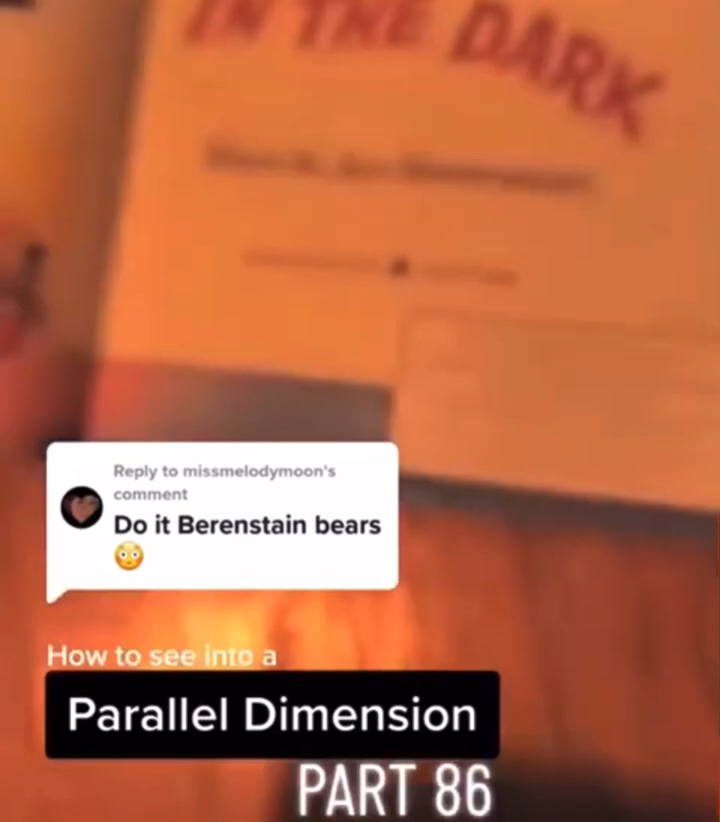 IN THE DARK
Reply to missmelodymoon's
comment
Do it Berenstain bears
😳
How to see into a
Parallel Dimension
PART 86